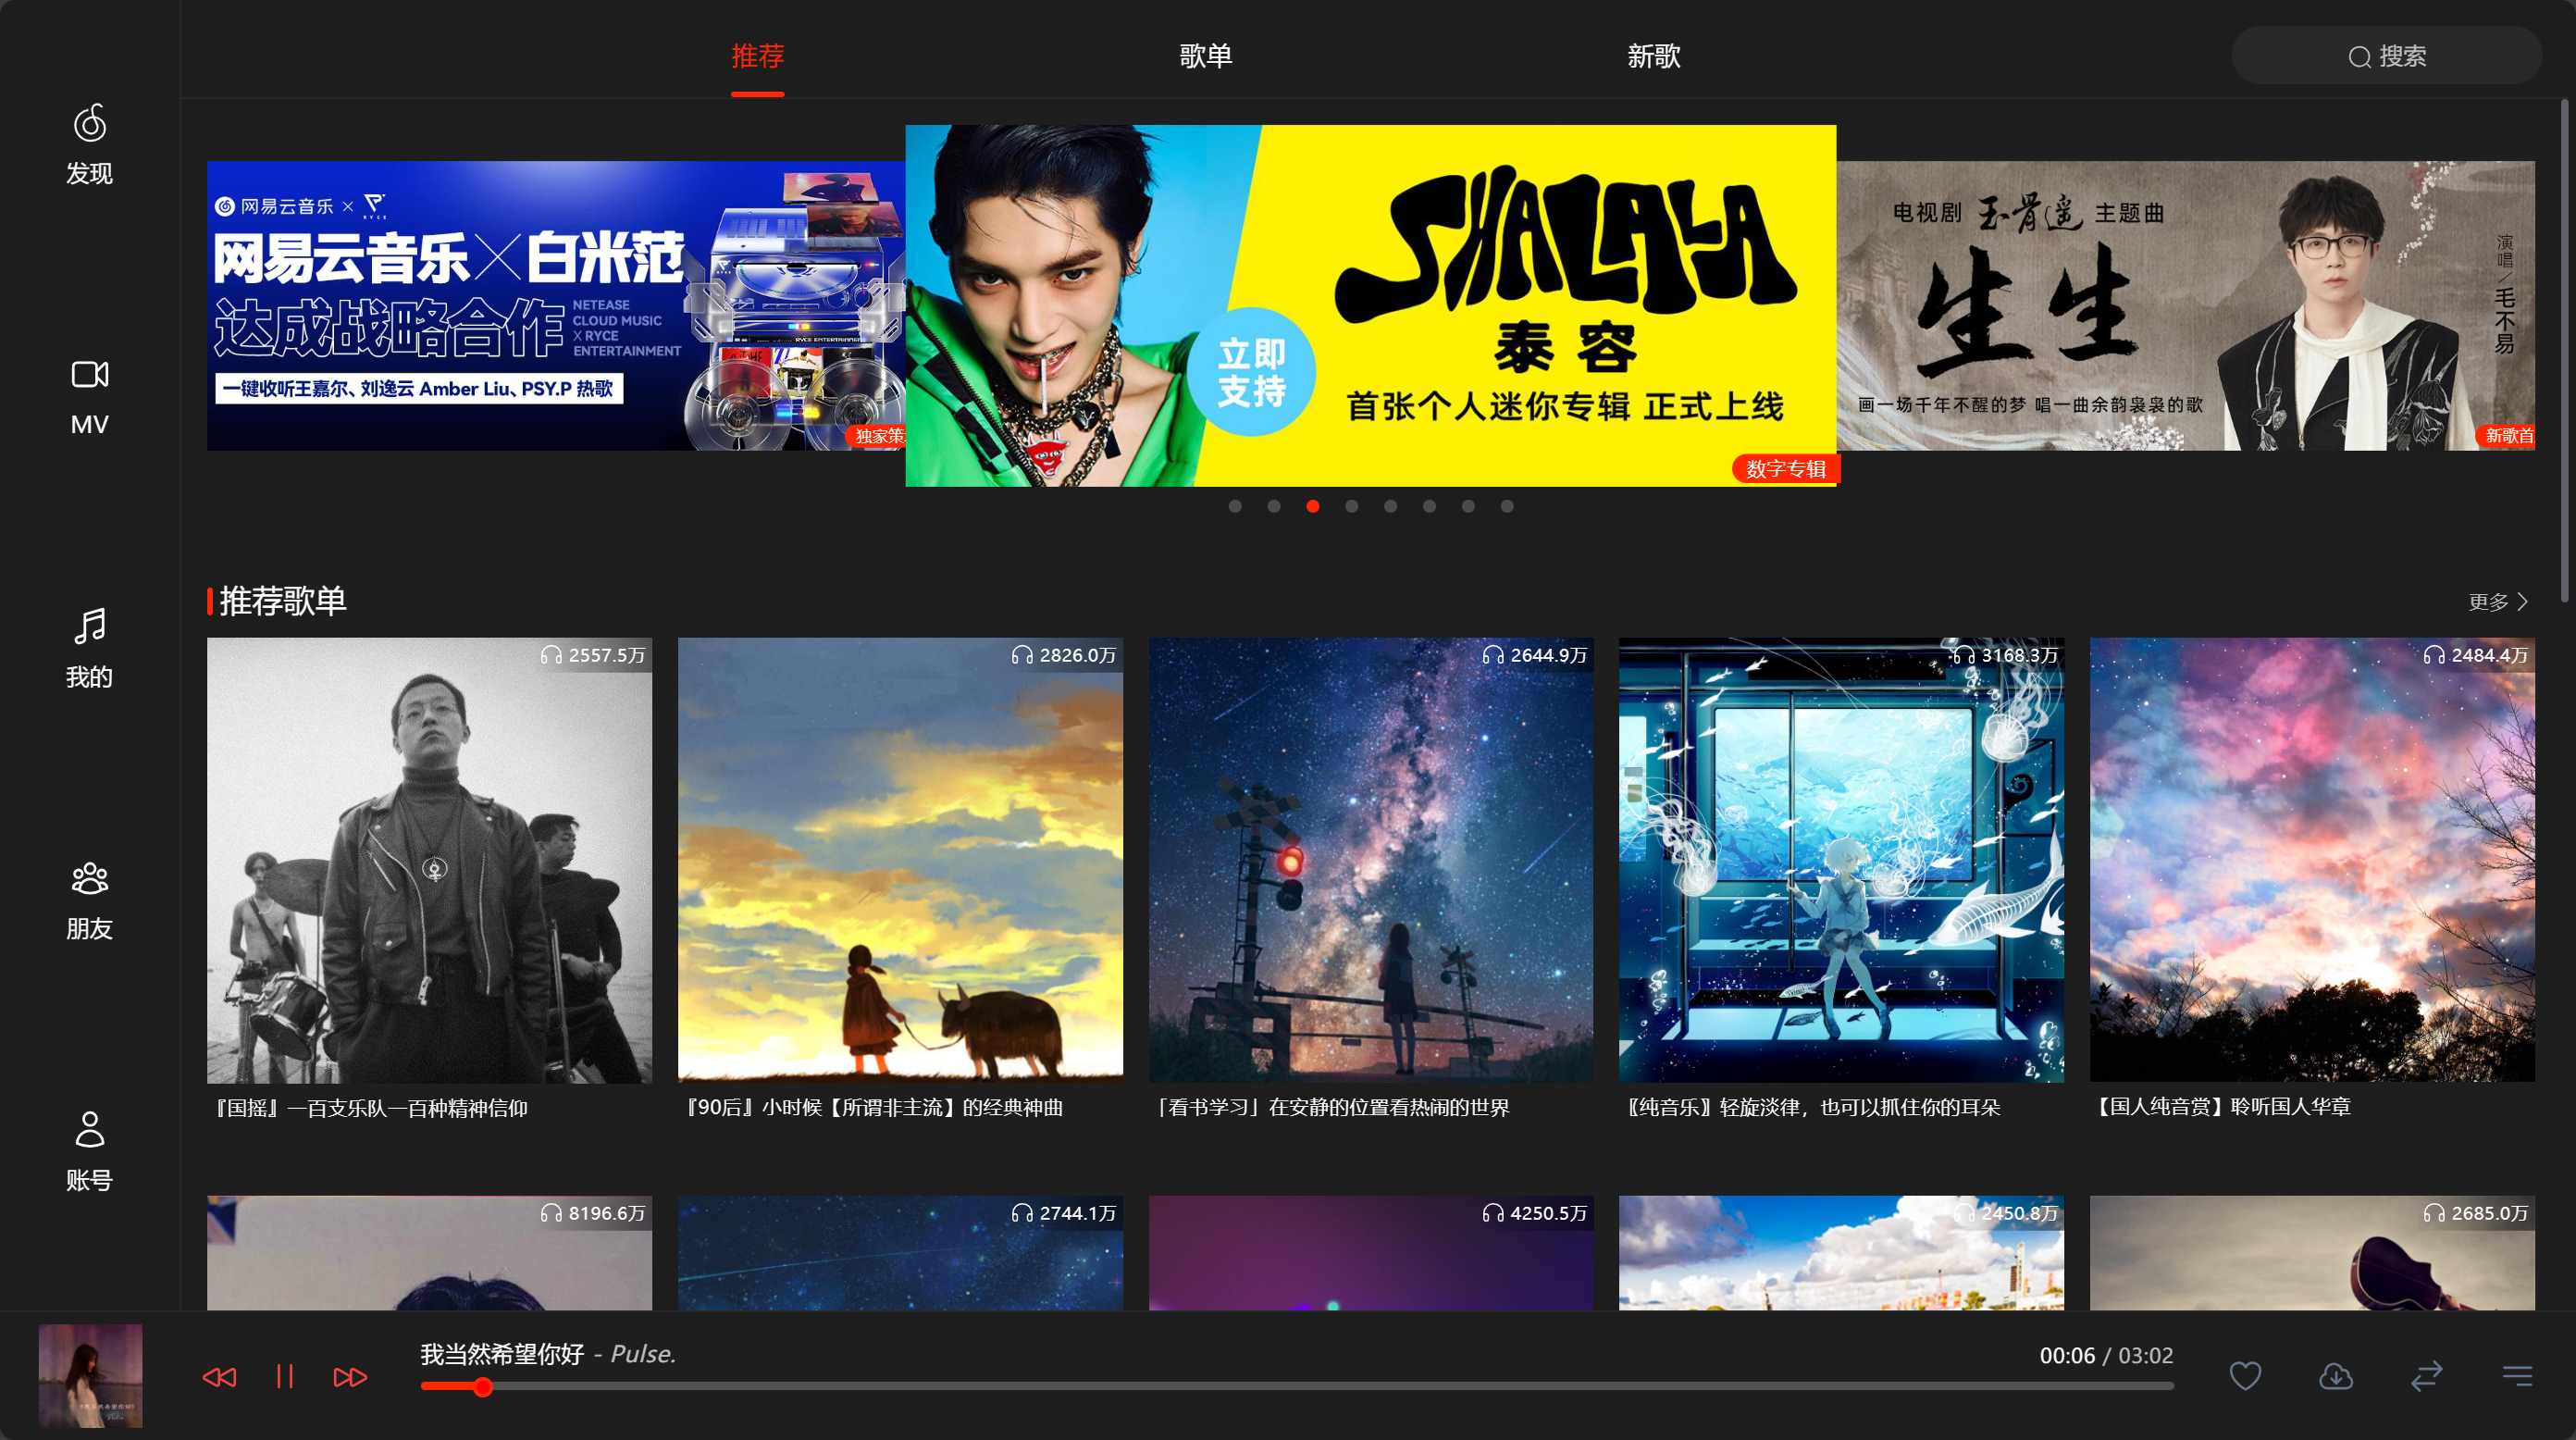 推荐
歌单
新歌
搜索
发现
MV
我的
朋友
账号
网易云音乐 × RYCE
网易云音乐×白米范
达成战略合作
NETEASE
CLOUD MUSIC
X RYCE
ENTERTAINMENT
一键收听王嘉尔、刘逸云 Amber Liu、PSY.P 热歌
独家策
SHALALA
泰容
立即
支持
首张个人迷你专辑 正式上线
数字专辑
电视剧 玉骨遥 主题曲
生生
演唱／毛不易
画一场千年不醒的梦 唱一曲余韵袅袅的歌
新歌首
推荐歌单
更多
2557.5万
2826.0万
2644.9万
3168.3万
2484.4万
『国摇』一百支乐队一百种精神信仰
『90后』小时候【所谓非主流】的经典神曲
「看书学习」在安静的位置看热闹的世界
〖纯音乐〗轻旋淡律，也可以抓住你的耳朵
【国人纯音赏】聆听国人华章
8196.6万
2744.1万
4250.5万
2450.8万
2685.0万
我当然希望你好 - Pulse.
00:06 / 03:02